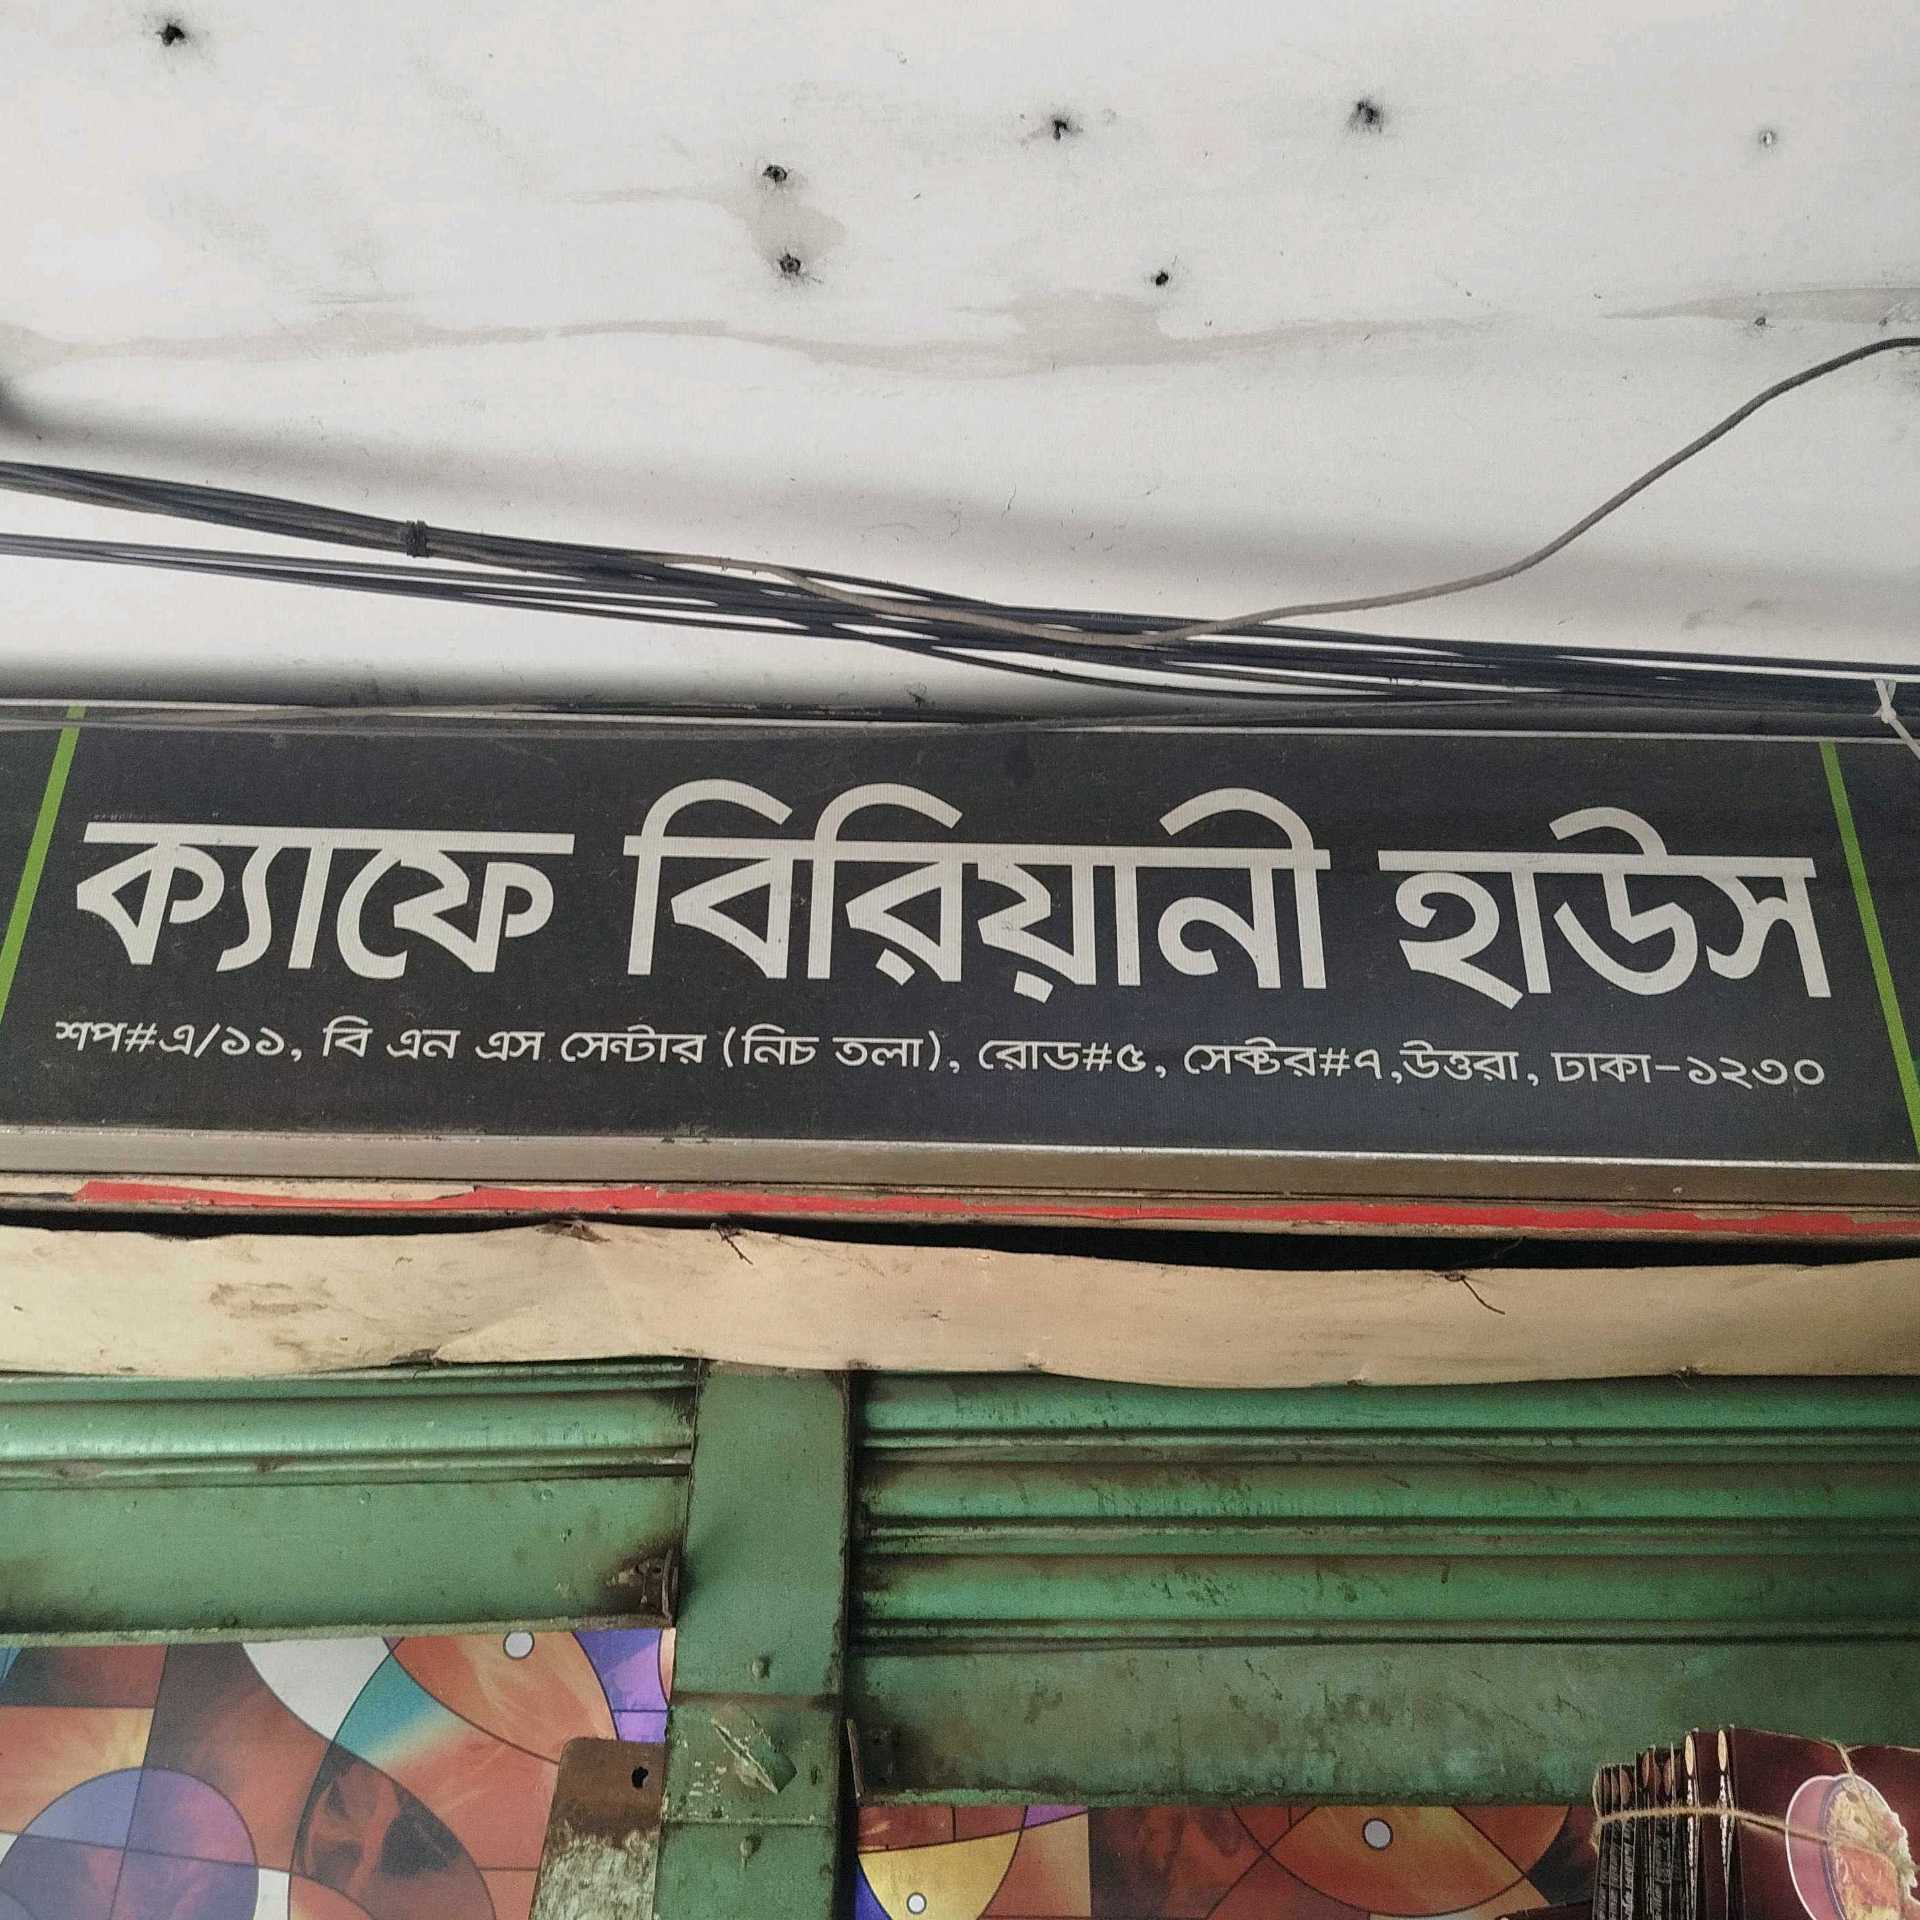 ক্যাফে বিরিয়ানী হাউস
শপ#এ/১১, বি এন এস সেন্টার (নিচ তলা), রোড#৫, সেক্টর#৭,উত্তরা, ঢাকা-১২৩০